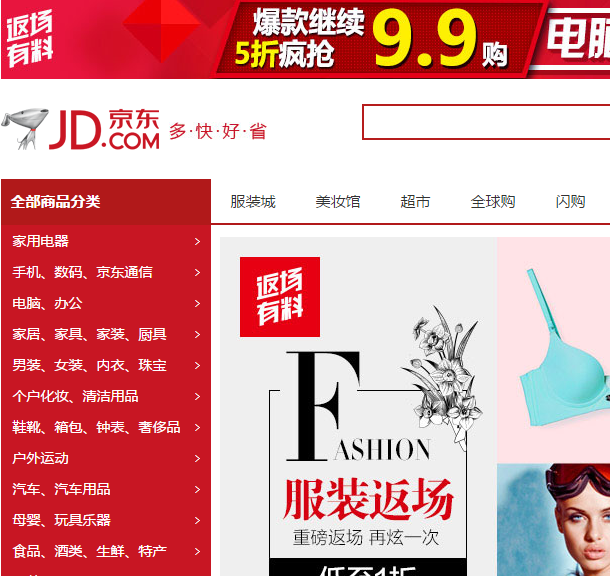 返场
有料
爆款继续
5折疯抢
9.9购
电脑
JD.COM
京东
多·快·好·省
全部商品分类
服装城 美妆馆 超市 全球购 闪购
家用电器 >
手机、数码、京东通信 >
电脑、办公 >
家居、家具、家装、厨具 >
男装、女装、内衣、珠宝 >
个户化妆、清洁用品 >
鞋靴、箱包、钟表、奢侈品 >
户外运动 >
汽车、汽车用品 >
母婴、玩具乐器 >
食品、酒类、生鲜、特产 >
返场
有料
FASHION
服装返场
重磅返场 再炫一次
低至1折